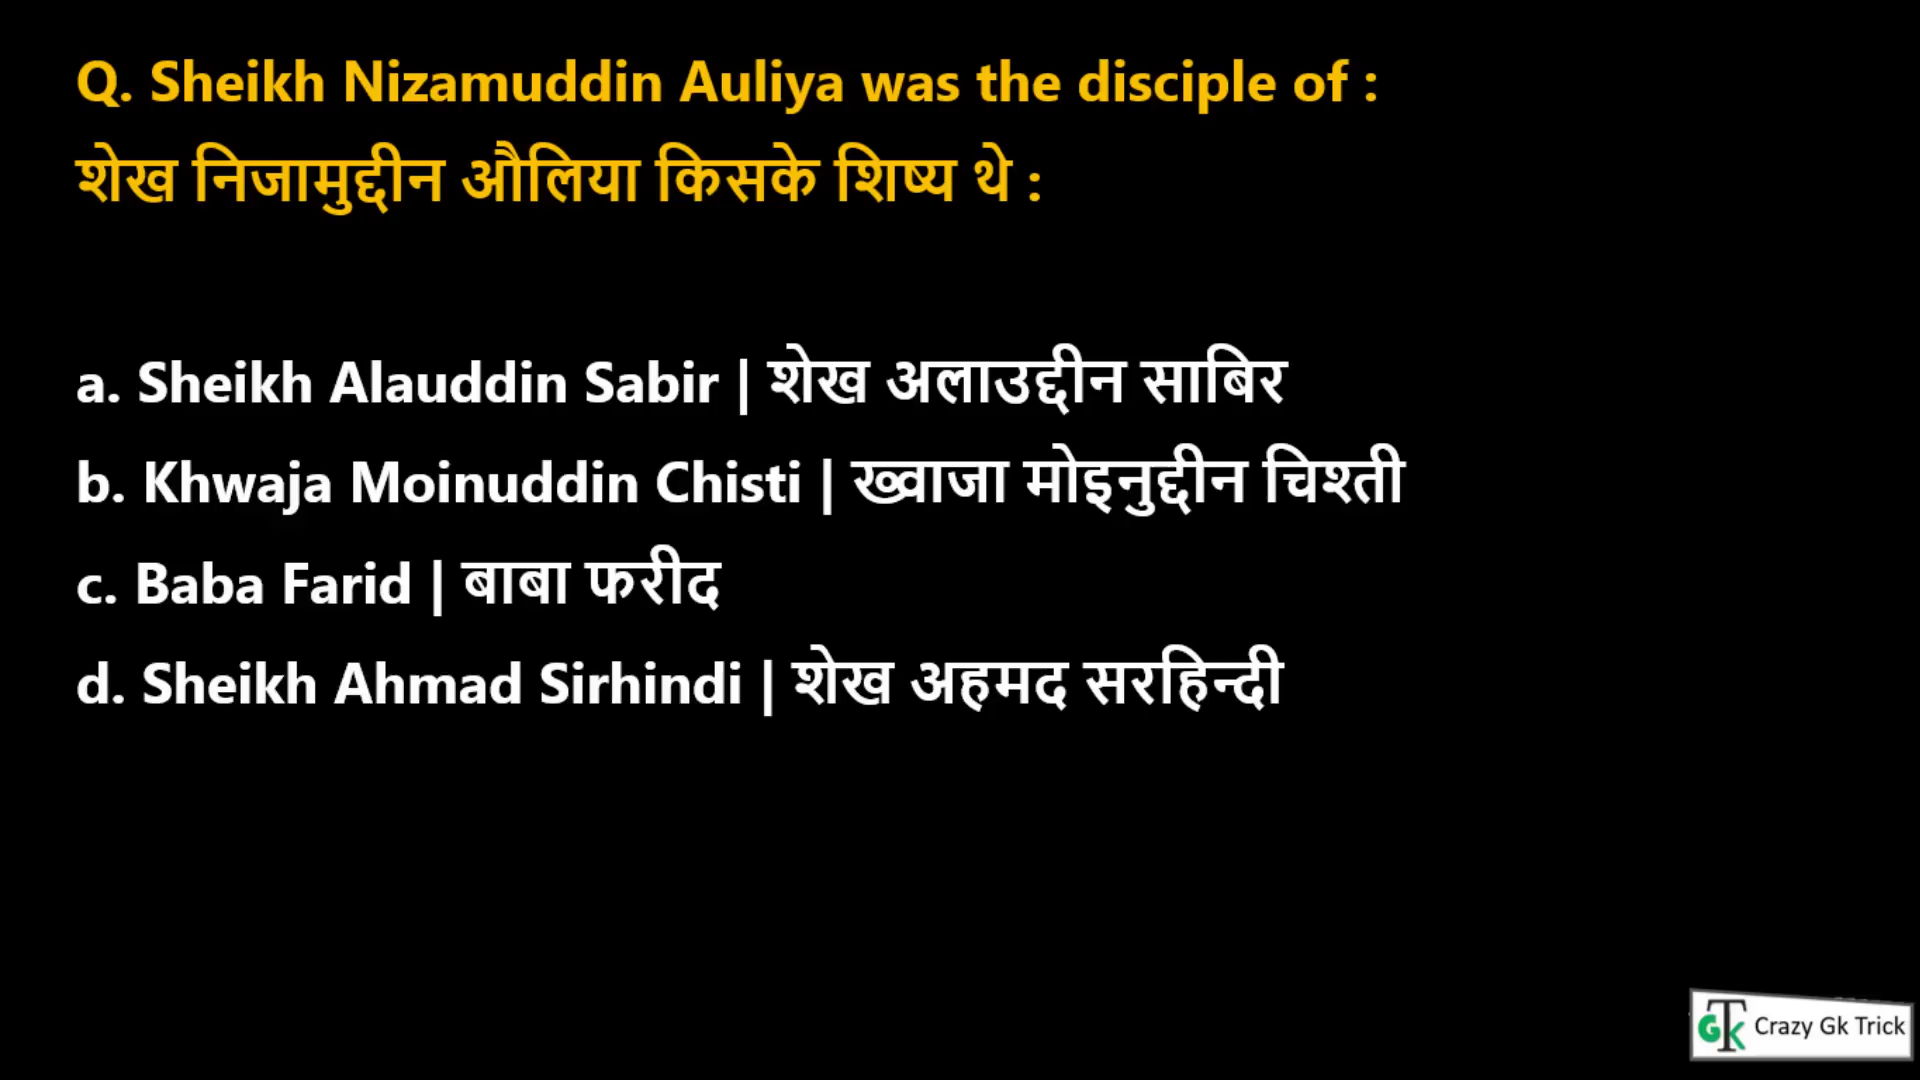 Q. Sheikh Nizamuddin Auliya was the disciple of :
शेख निजामुद्दीन औलिया किसके शिष्य थे :
a. Sheikh Alauddin Sabir | शेख अलाउद्दीन साबिर
b. Khwaja Moinuddin Chisti | ख्वाजा मोइनुद्दीन चिश्ती
c. Baba Farid | बाबा फरीद
d. Sheikh Ahmad Sirhindi | शेख अहमद सरहिन्दी
GTK Crazy Gk Trick